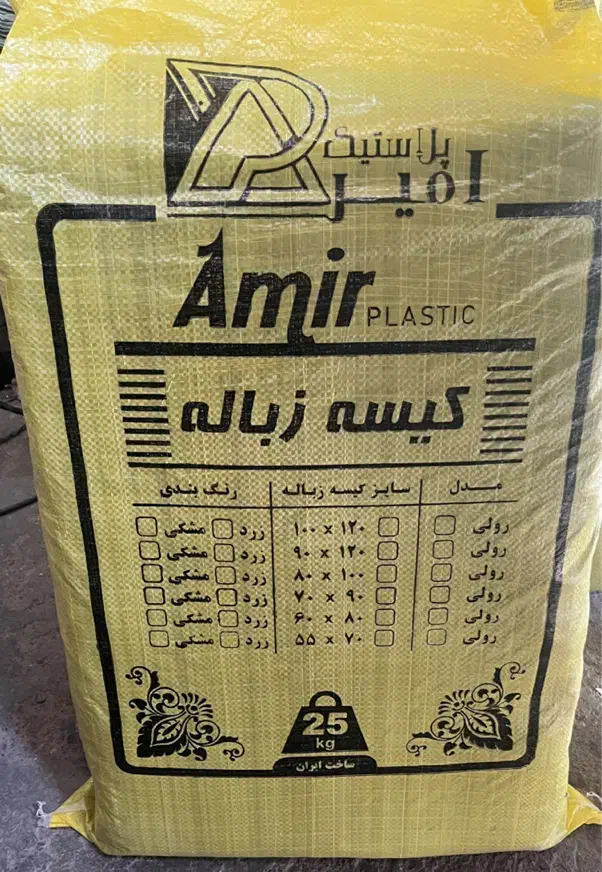 پلاستیک
امیر
Amir PLASTIC
کیسه زباله
مدل سایز کیسه زباله رنگ بندی
رولی ۱۰۰ x ۱۲۰ زرد مشکی
رولی ۹۰ x ۱۲۰ زرد مشکی
رولی ۸۰ x ۱۰۰ زرد مشکی
رولی ۷۰ x ۹۰ زرد مشکی
رولی ۶۰ x ۸۰ زرد مشکی
رولی ۵۵ x ۷۰ زرد مشکی
25
kg
ساخت ایران